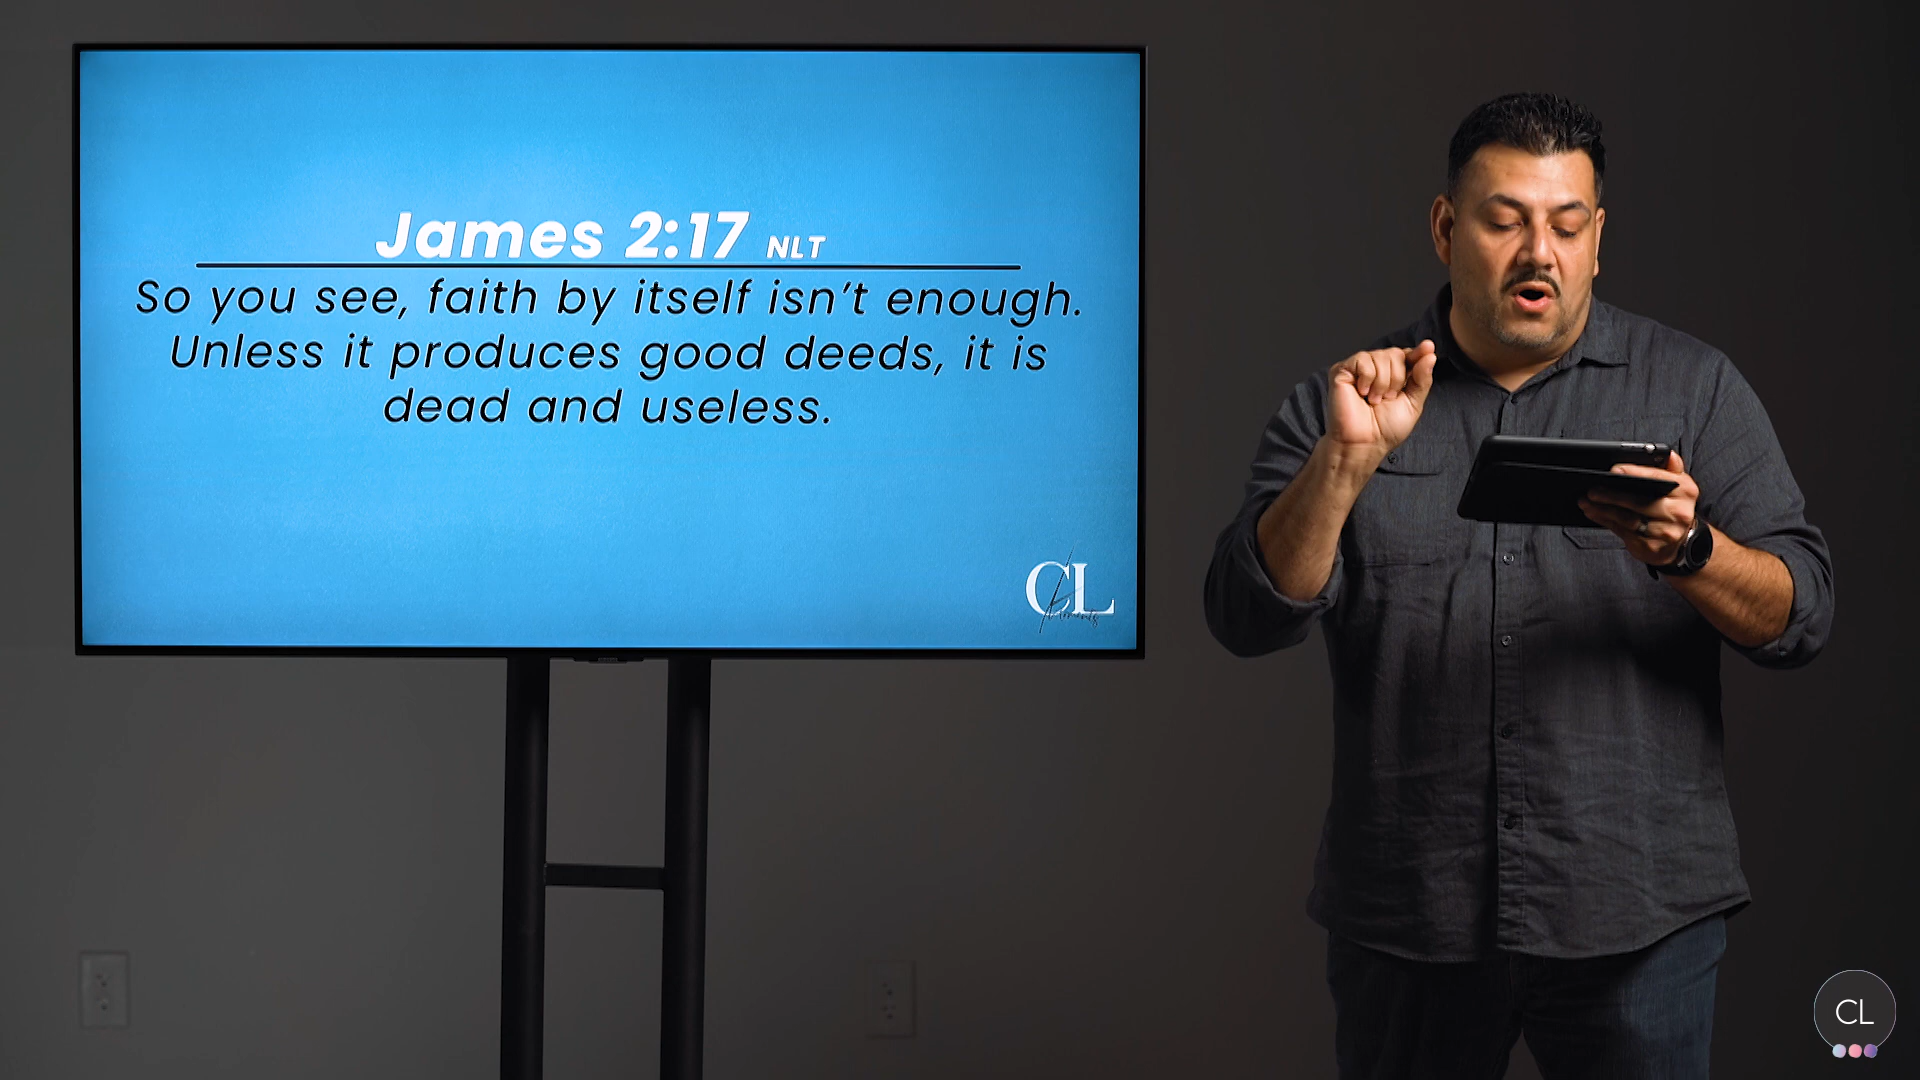 James 2:17 NLT
So you see, faith by itself isn't enough.
Unless it produces good deeds, it is
dead and useless.
CL
Moments
CL